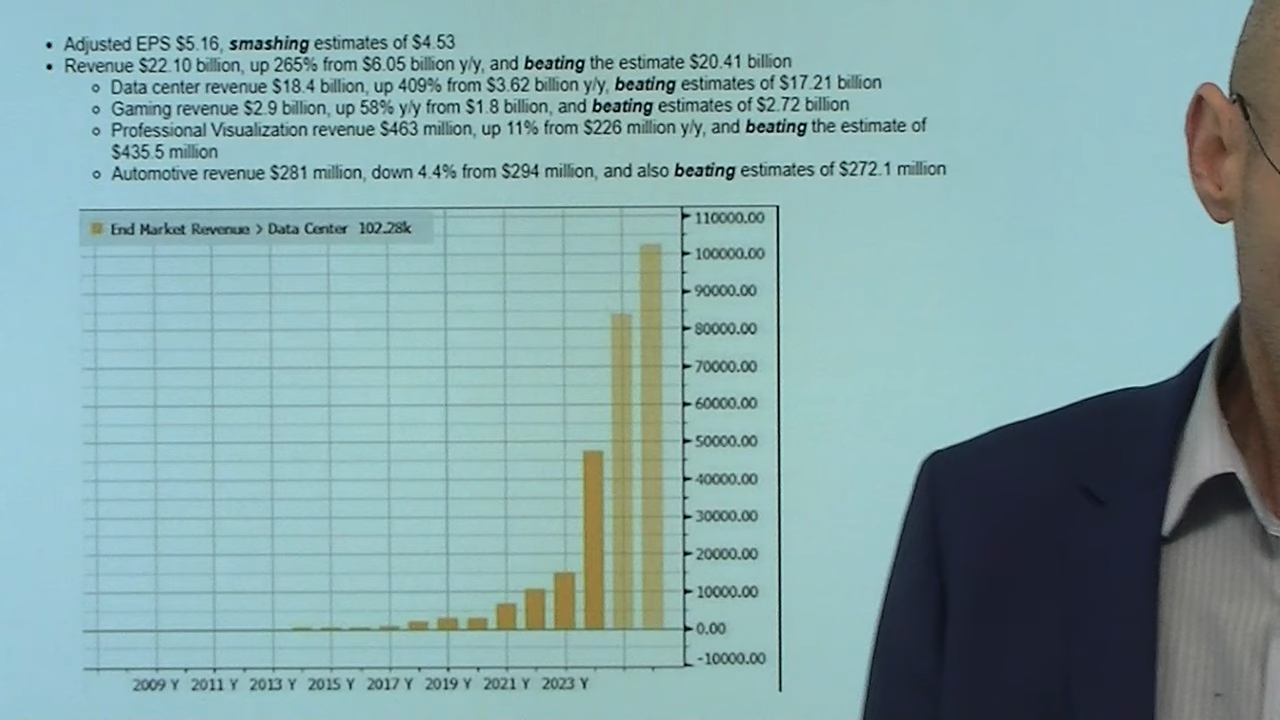 • Adjusted EPS $5.16, smashing estimates of $4.53
• Revenue $22.10 billion, up 265% from $6.05 billion y/y, and beating the estimate $20.41 billion
o Data center revenue $18.4 billion, up 409% from $3.62 billion y/y, beating estimates of $17.21 billion
o Gaming revenue $2.9 billion, up 58% y/y from $1.8 billion, and beating estimates of $2.72 billion
o Professional Visualization revenue $463 million, up 11% from $226 million y/y, and beating the estimate of
$435.5 million
o Automotive revenue $281 million, down 4.4% from $294 million, and also beating estimates of $272.1 million
End Market Revenue > Data Center 102.28k
110000.00
100000.00
90000.00
80000.00
70000.00
60000.00
50000.00
40000.00
30000.00
20000.00
10000.00
0.00
-10000.00
2009 Y 2011 Y 2013 Y 2015 Y 2017 Y 2019 Y 2021 Y 2023 Y